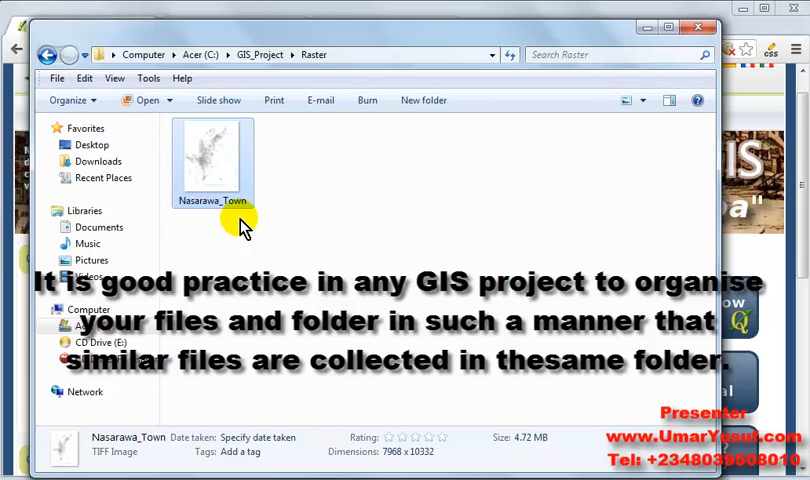 Computer ▸ Acer (C:) ▸ GIS_Project ▸ Raster
Search Raster
File Edit View Tools Help
Organize Open Slide show Print E-mail Burn New folder
Favorites
Desktop
Downloads
Recent Places
Libraries
Documents
Music
Pictures
Videos
Computer
CD Drive (E:)
Network
Nasarawa_Town
It is good practice in any GIS project to organise
your files and folder in such a manner that
similar files are collected in thesame folder.
Nasarawa_Town Date taken: Specify date taken Rating: Size: 4.72 MB
TIFF Image Tags: Add a tag Dimensions: 7968 x 10332
Presenter
www.UmarYusuf.com
Tel: +2348039508010
css
GIS